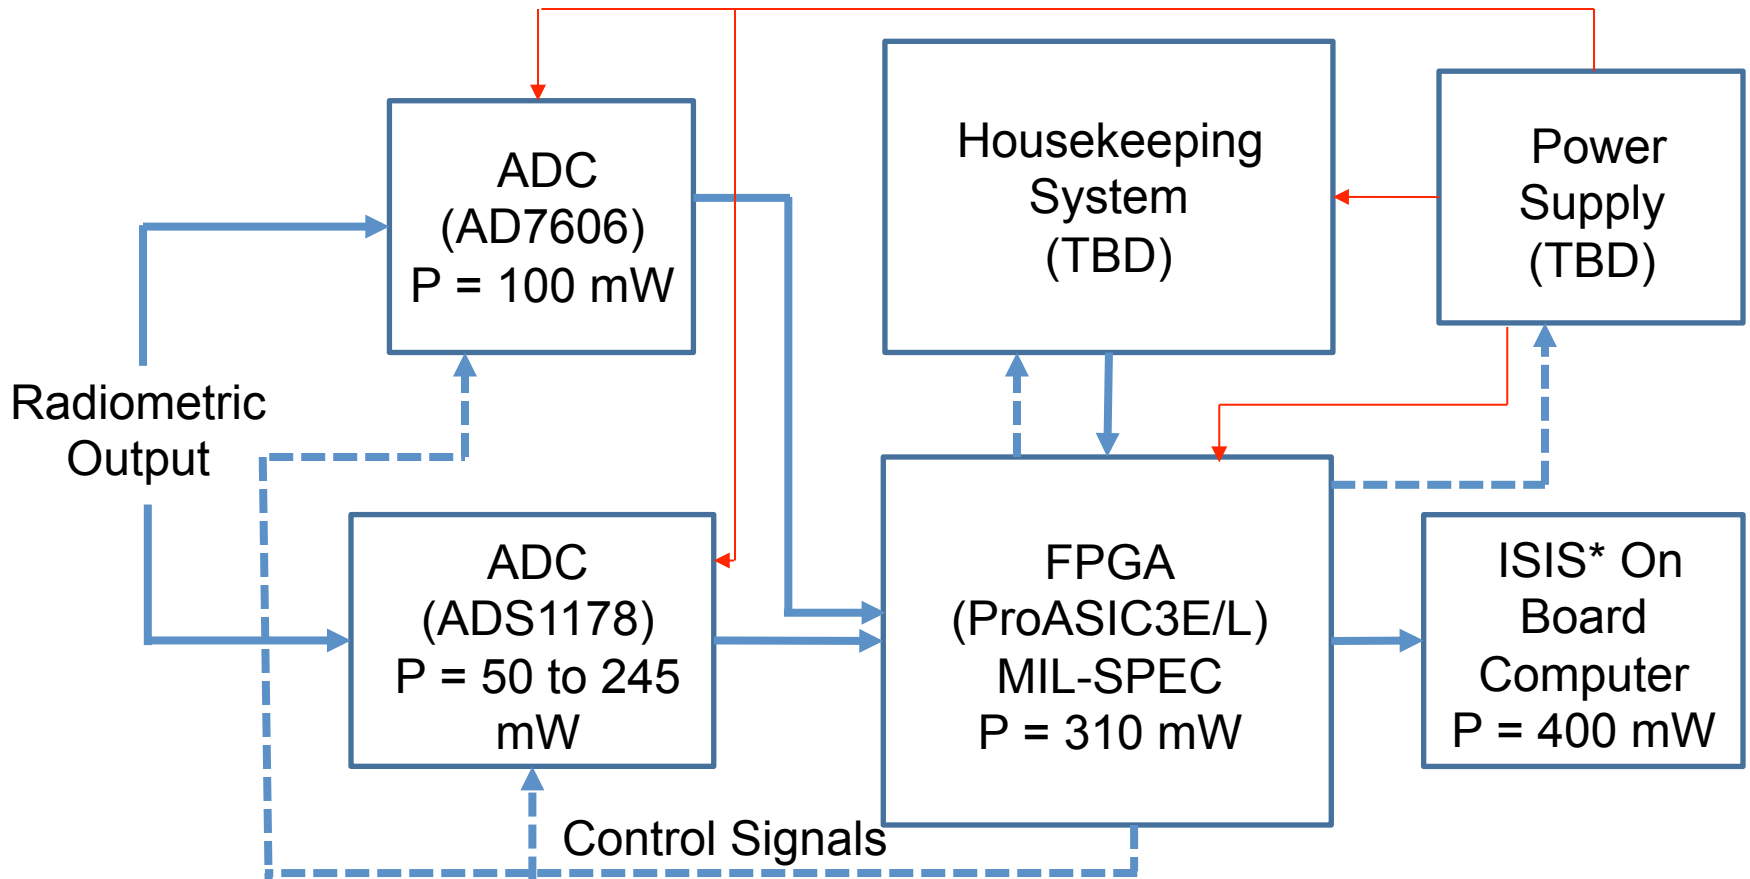 Radiometric
Output
ADC
(AD7606)
P = 100 mW
ADC
(ADS1178)
P = 50 to 245
mW
Control Signals
Housekeeping
System
(TBD)
FPGA
(ProASIC3E/L)
MIL-SPEC
P = 310 mW
Power
Supply
(TBD)
ISIS* On
Board
Computer
P = 400 mW